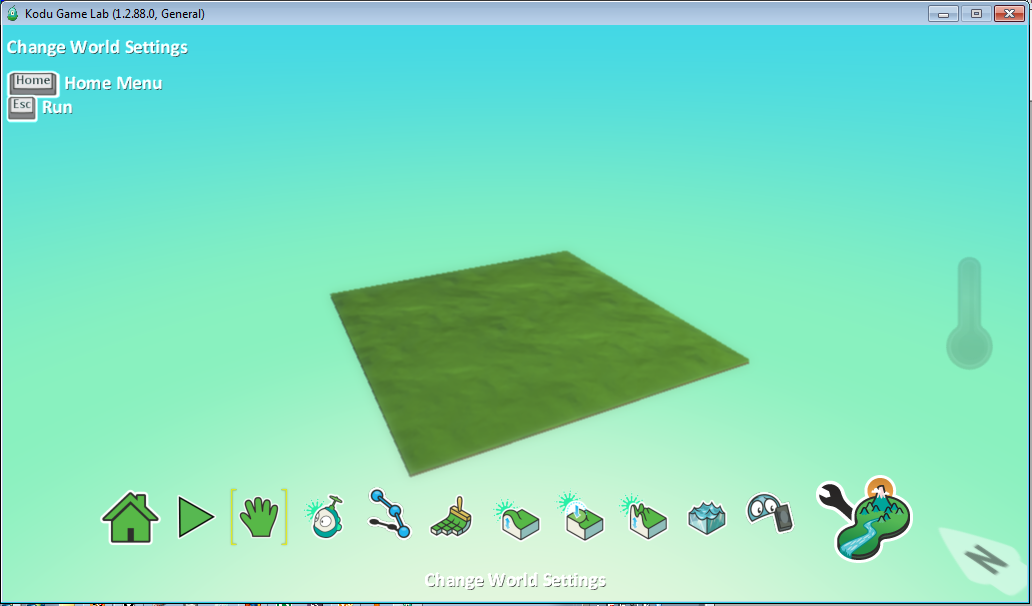 Kodu Game Lab (1.2.88.0, General)
Change World Settings
Home Home Menu
Esc Run
Change World Settings
N